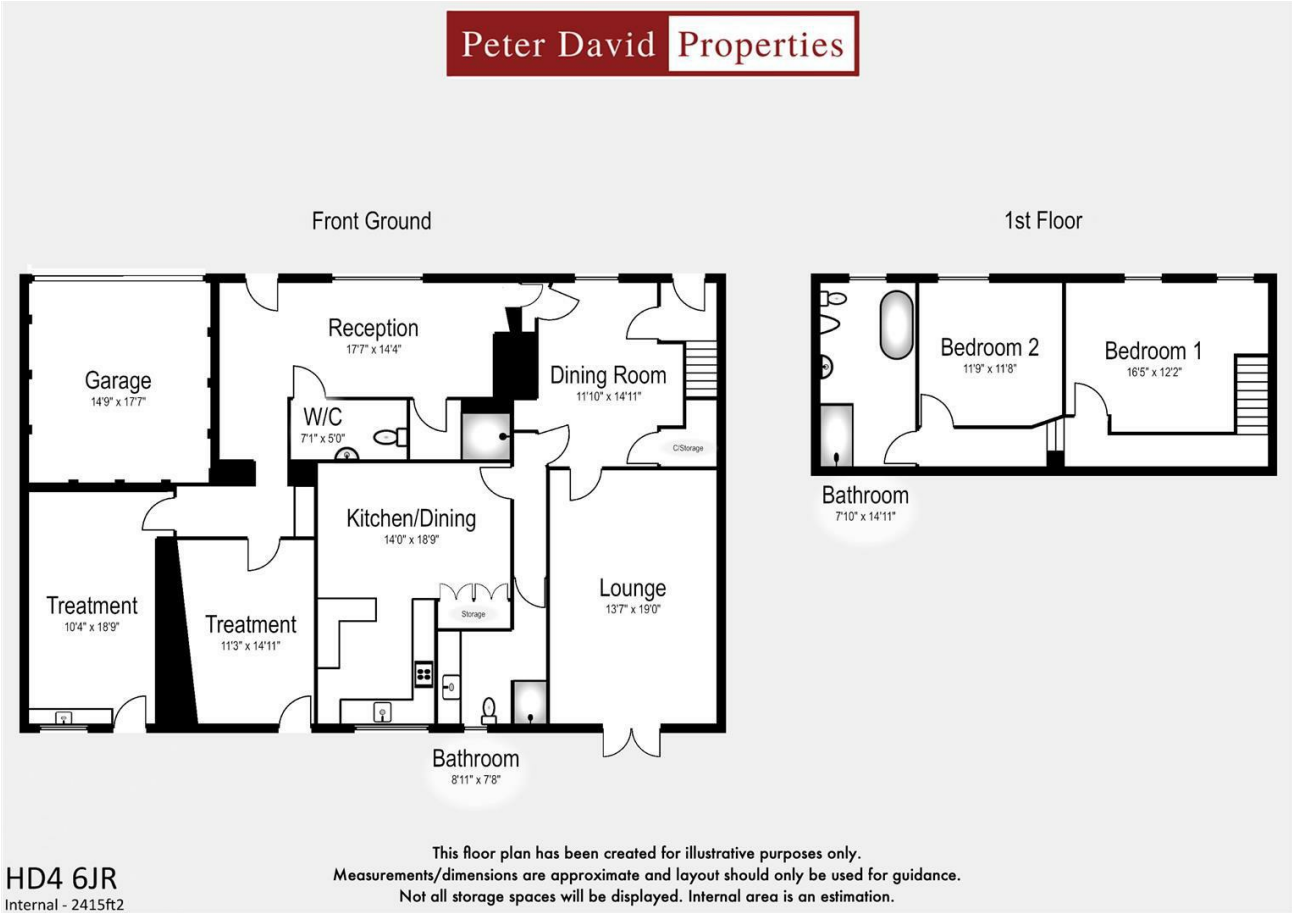 Peter David Properties
Front Ground
1st Floor
Garage
14'9" x 17'7"
Reception
17'7" x 14'4"
W/C
7'1" x 5'0"
Dining Room
11'10" x 14'11"
C/Storage
Kitchen/Dining
14'0" x 18'9"
Storage
Treatment
10'4" x 18'9"
Treatment
11'3" x 14'11"
Lounge
13'7" x 19'0"
Bathroom
8'11" x 7'8"
Bedroom 2
11'9" x 11'8"
Bedroom 1
16'5" x 12'2"
Bathroom
7'10" x 14'11"
HD4 6JR
Internal - 2415ft2
This floor plan has been created for illustrative purposes only.
Measurements/dimensions are approximate and layout should only be used for guidance.
Not all storage spaces will be displayed. Internal area is an estimation.